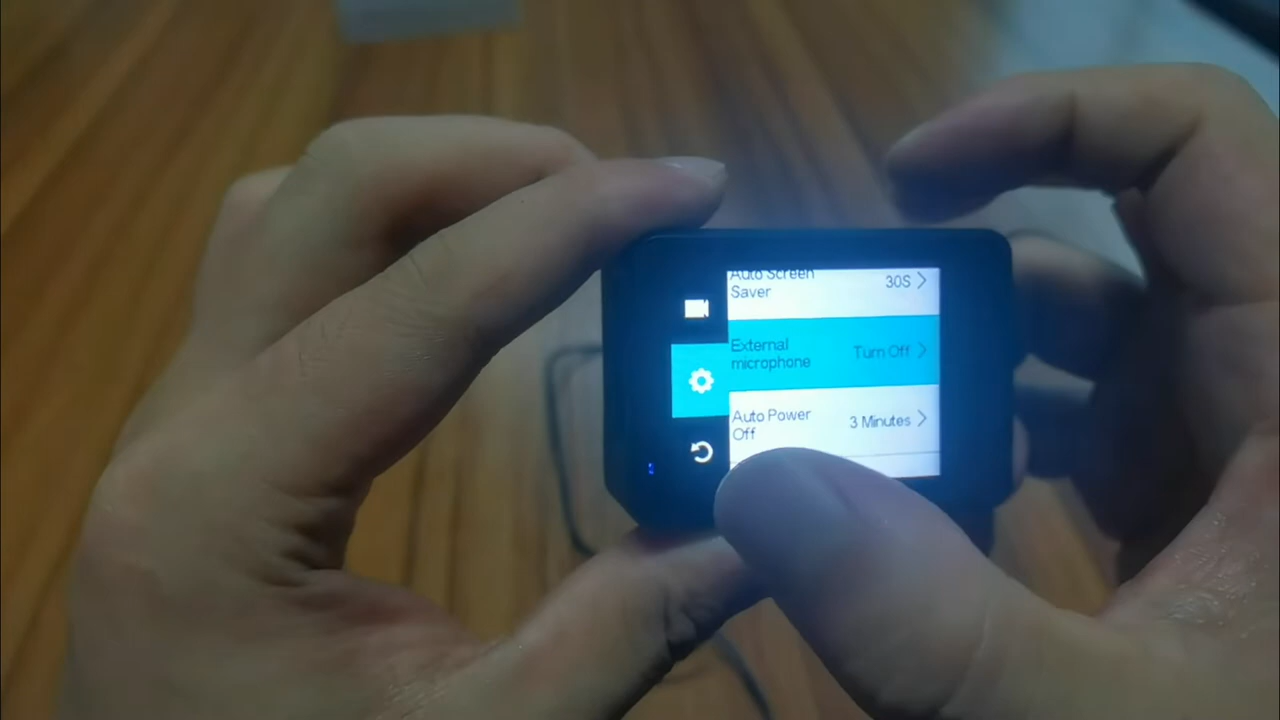 Auto Screen
Saver
30S
External
microphone
Turn Off
Auto Power
Off
3 Minutes